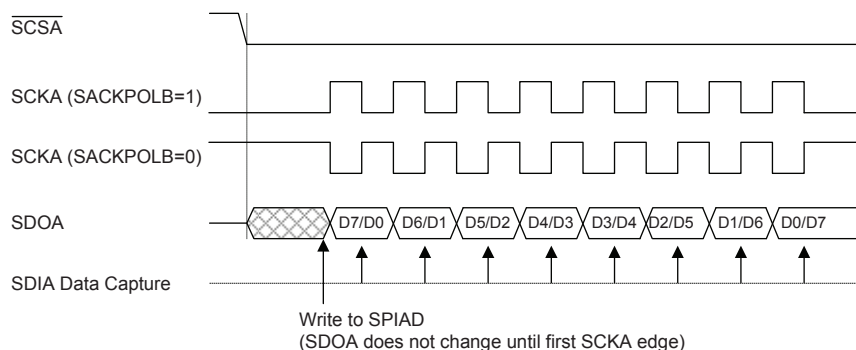 SCSA
SCKA (SACKPOLB=1)
SCKA (SACKPOLB=0)
SDOA
D7/D0 D6/D1 D5/D2 D4/D3 D3/D4 D2/D5 D1/D6 D0/D7
SDIA Data Capture
Write to SPIAD
(SDOA does not change until first SCKA edge)